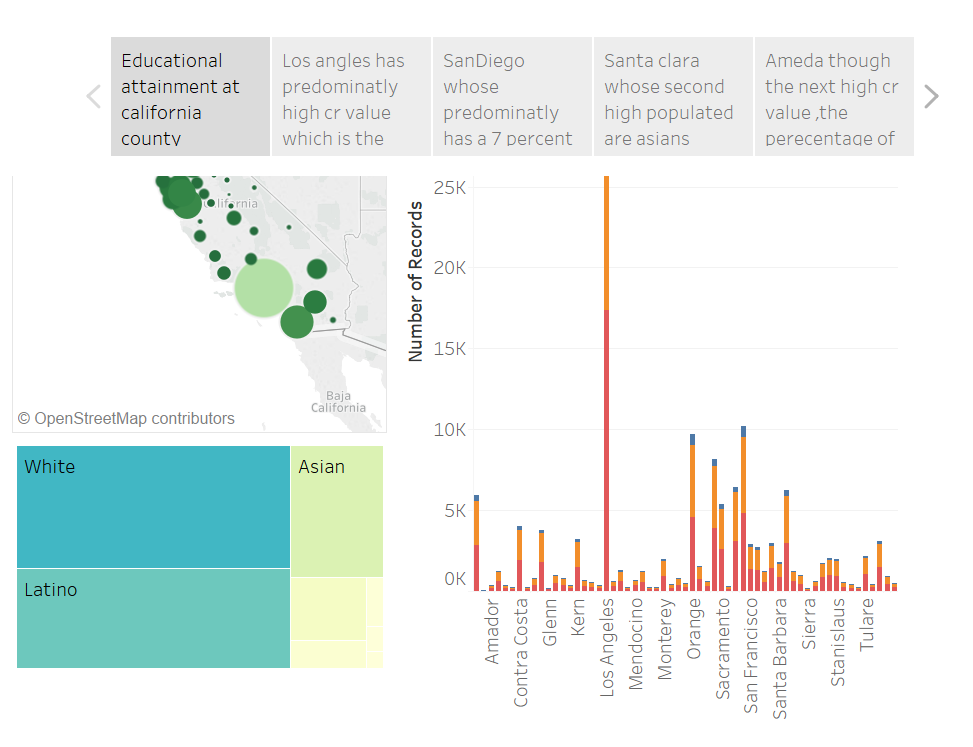 Educational
attainment at
california
county
Los angles has
predominatly
high cr value
which is the
SanDiego
whose
predominatly
has a 7 percent
Santa clara
whose second
high populated
are asians
Ameda though
the next high cr
value ,the
perecentage of
California
Baja
California
© OpenStreetMap contributors
White
Asian
Latino
Number of Records
25K
20K
15K
10K
5K
0K
Amador
Contra Costa
Glenn
Kern
Los Angeles
Mendocino
Monterey
Orange
Sacramento
San Francisco
Santa Barbara
Sierra
Stanislaus
Tulare